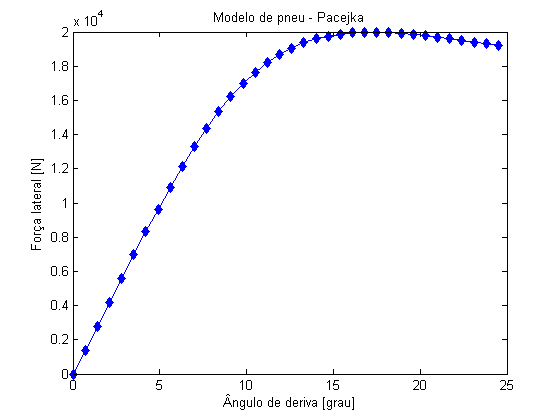 Modelo de pneu - Pacejka
x 10^4
2
1.8
1.6
1.4
1.2
1
0.8
0.6
0.4
0.2
0
Força lateral [N]
0 5 10 15 20 25
Ângulo de deriva [grau]